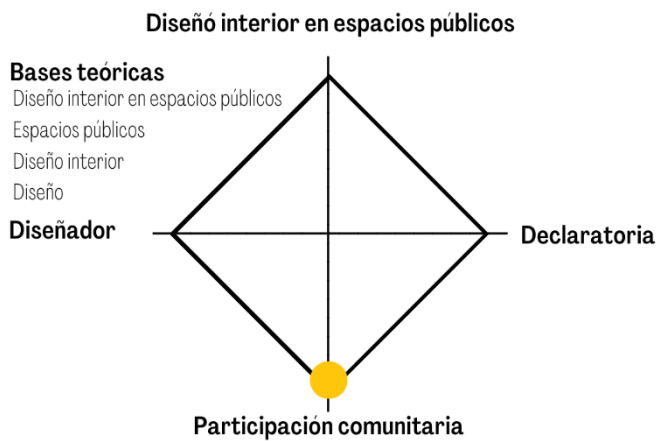 Diseñó interior en espacios públicos
Bases teóricas
Diseño interior en espacios públicos
Espacios públicos
Diseño interior
Diseño
Diseñador
Declaratoria
Participación comunitaria